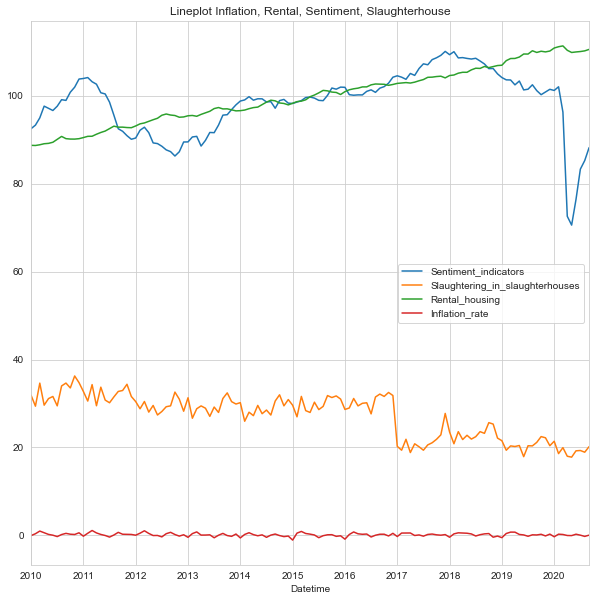 Lineplot Inflation, Rental, Sentiment, Slaughterhouse
100
80
60
40
20
0
Sentiment_indicators
Slaughtering_in_slaughterhouses
Rental_housing
Inflation_rate
2010 2011 2012 2013 2014 2015 2016 2017 2018 2019 2020
Datetime